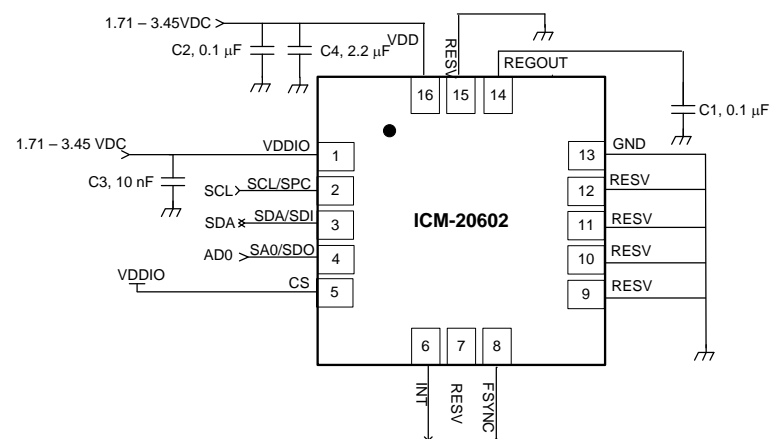 1.71 – 3.45VDC
C2, 0.1 µF
C4, 2.2 µF
VDD
RESV
REGOUT
C1, 0.1 µF
16
15
14
1.71 – 3.45 VDC
VDDIO
1
C3, 10 nF
SCL
SCL/SPC
2
SDA
SDA/SDI
3
AD0
SA0/SDO
4
VDDIO
CS
5
ICM-20602
13
GND
12
RESV
11
RESV
10
RESV
9
RESV
6
7
8
INT
RESV
FSYNC